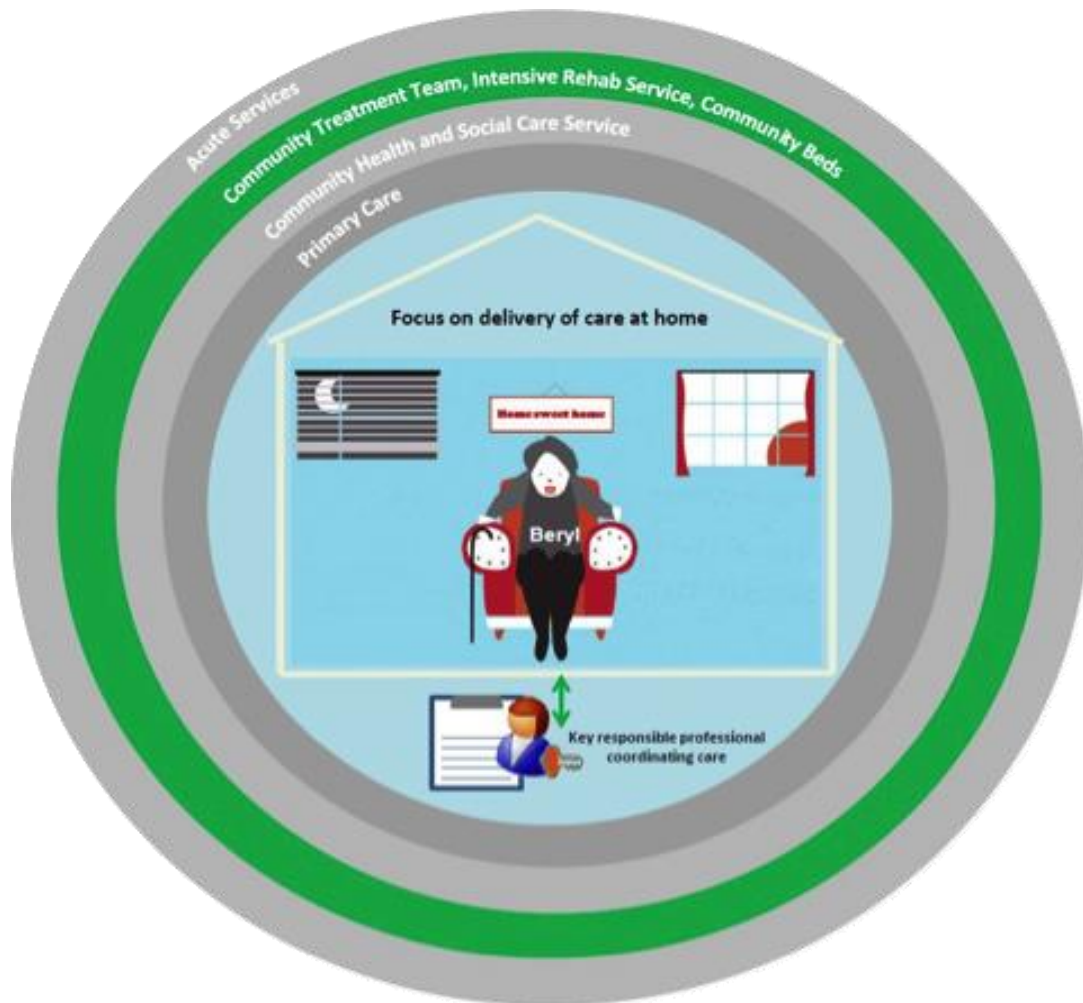 Acute Services
Community Treatment Team, Intensive Rehab Service, Community Beds
Community Health and Social Care Service
Primary Care
Focus on delivery of care at home
Home sweet home
Beryl
Key responsible professional
coordinating care